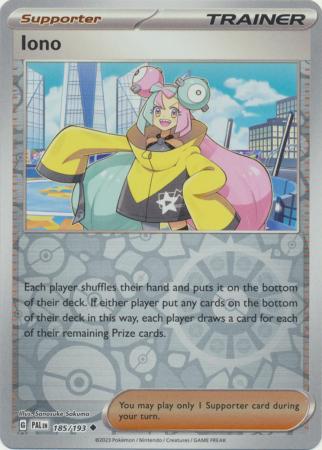 Supporter TRAINER
Iono
Each player shuffles their hand and puts it on the bottom
of their deck. If either player put any cards on the bottom
of their deck in this way, each player draws a card for each
of their remaining Prize cards.
Illus. Sanosuke Sakuma
G PAL EN 185/193
You may play only 1 Supporter card during
your turn.
©2023 Pokémon / Nintendo / Creatures / GAME FREAK